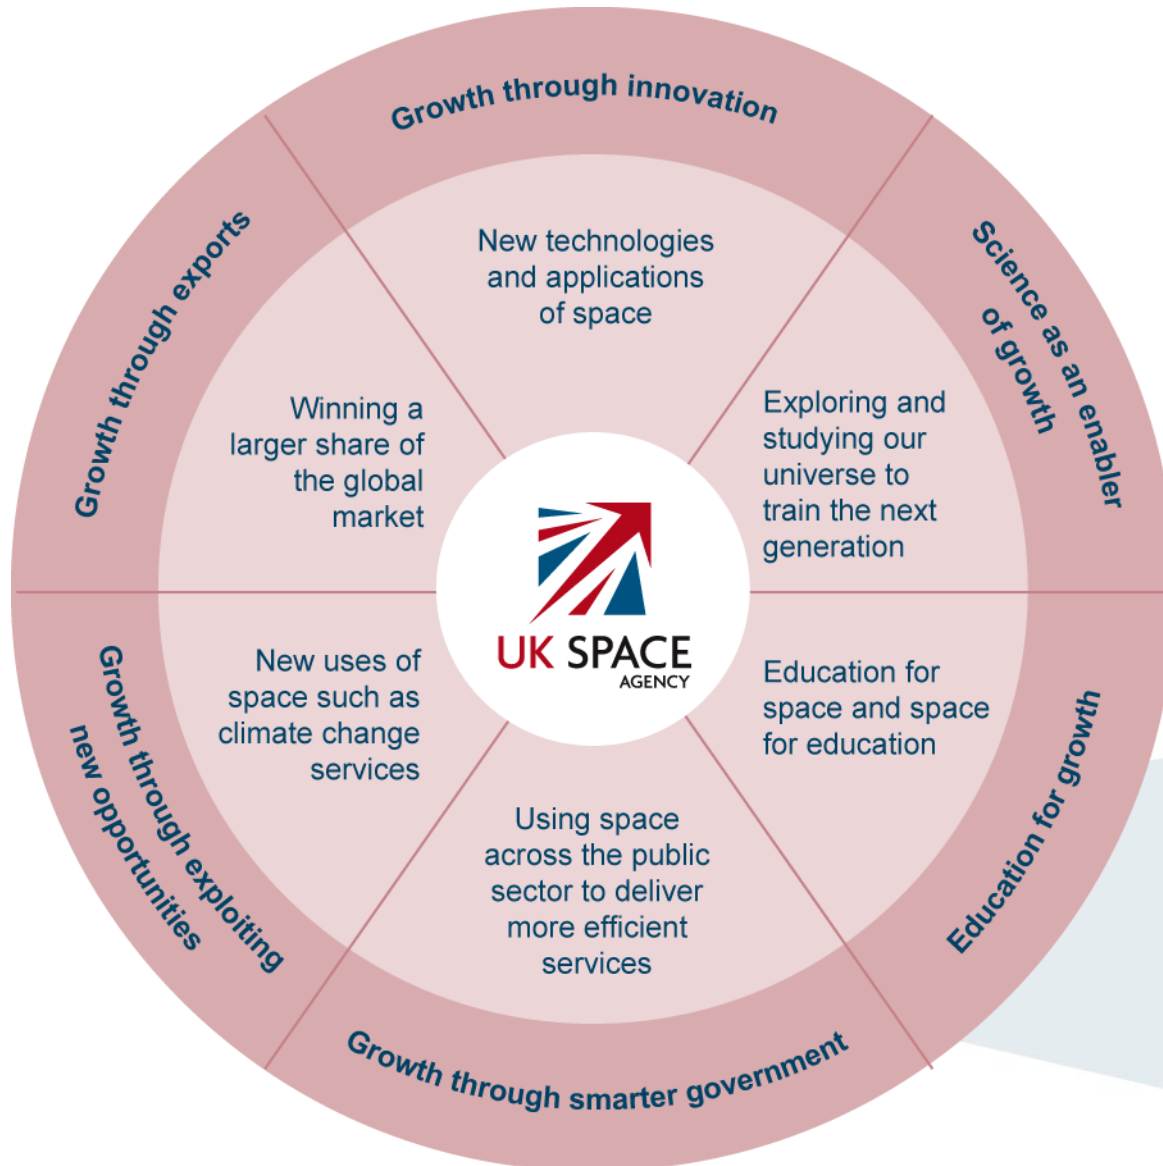 Growth through innovation
New technologies
and applications
of space
Science as an enabler
of growth
Exploring and
studying our
universe to
train the next
generation
Education for growth
Education for
space and space
for education
Growth through smarter government
Using space
across the public
sector to deliver
more efficient
services
Growth through exploiting
new opportunities
New uses of
space such as
climate change
services
Growth through exports
Winning a
larger share of
the global
market
UK SPACE
AGENCY